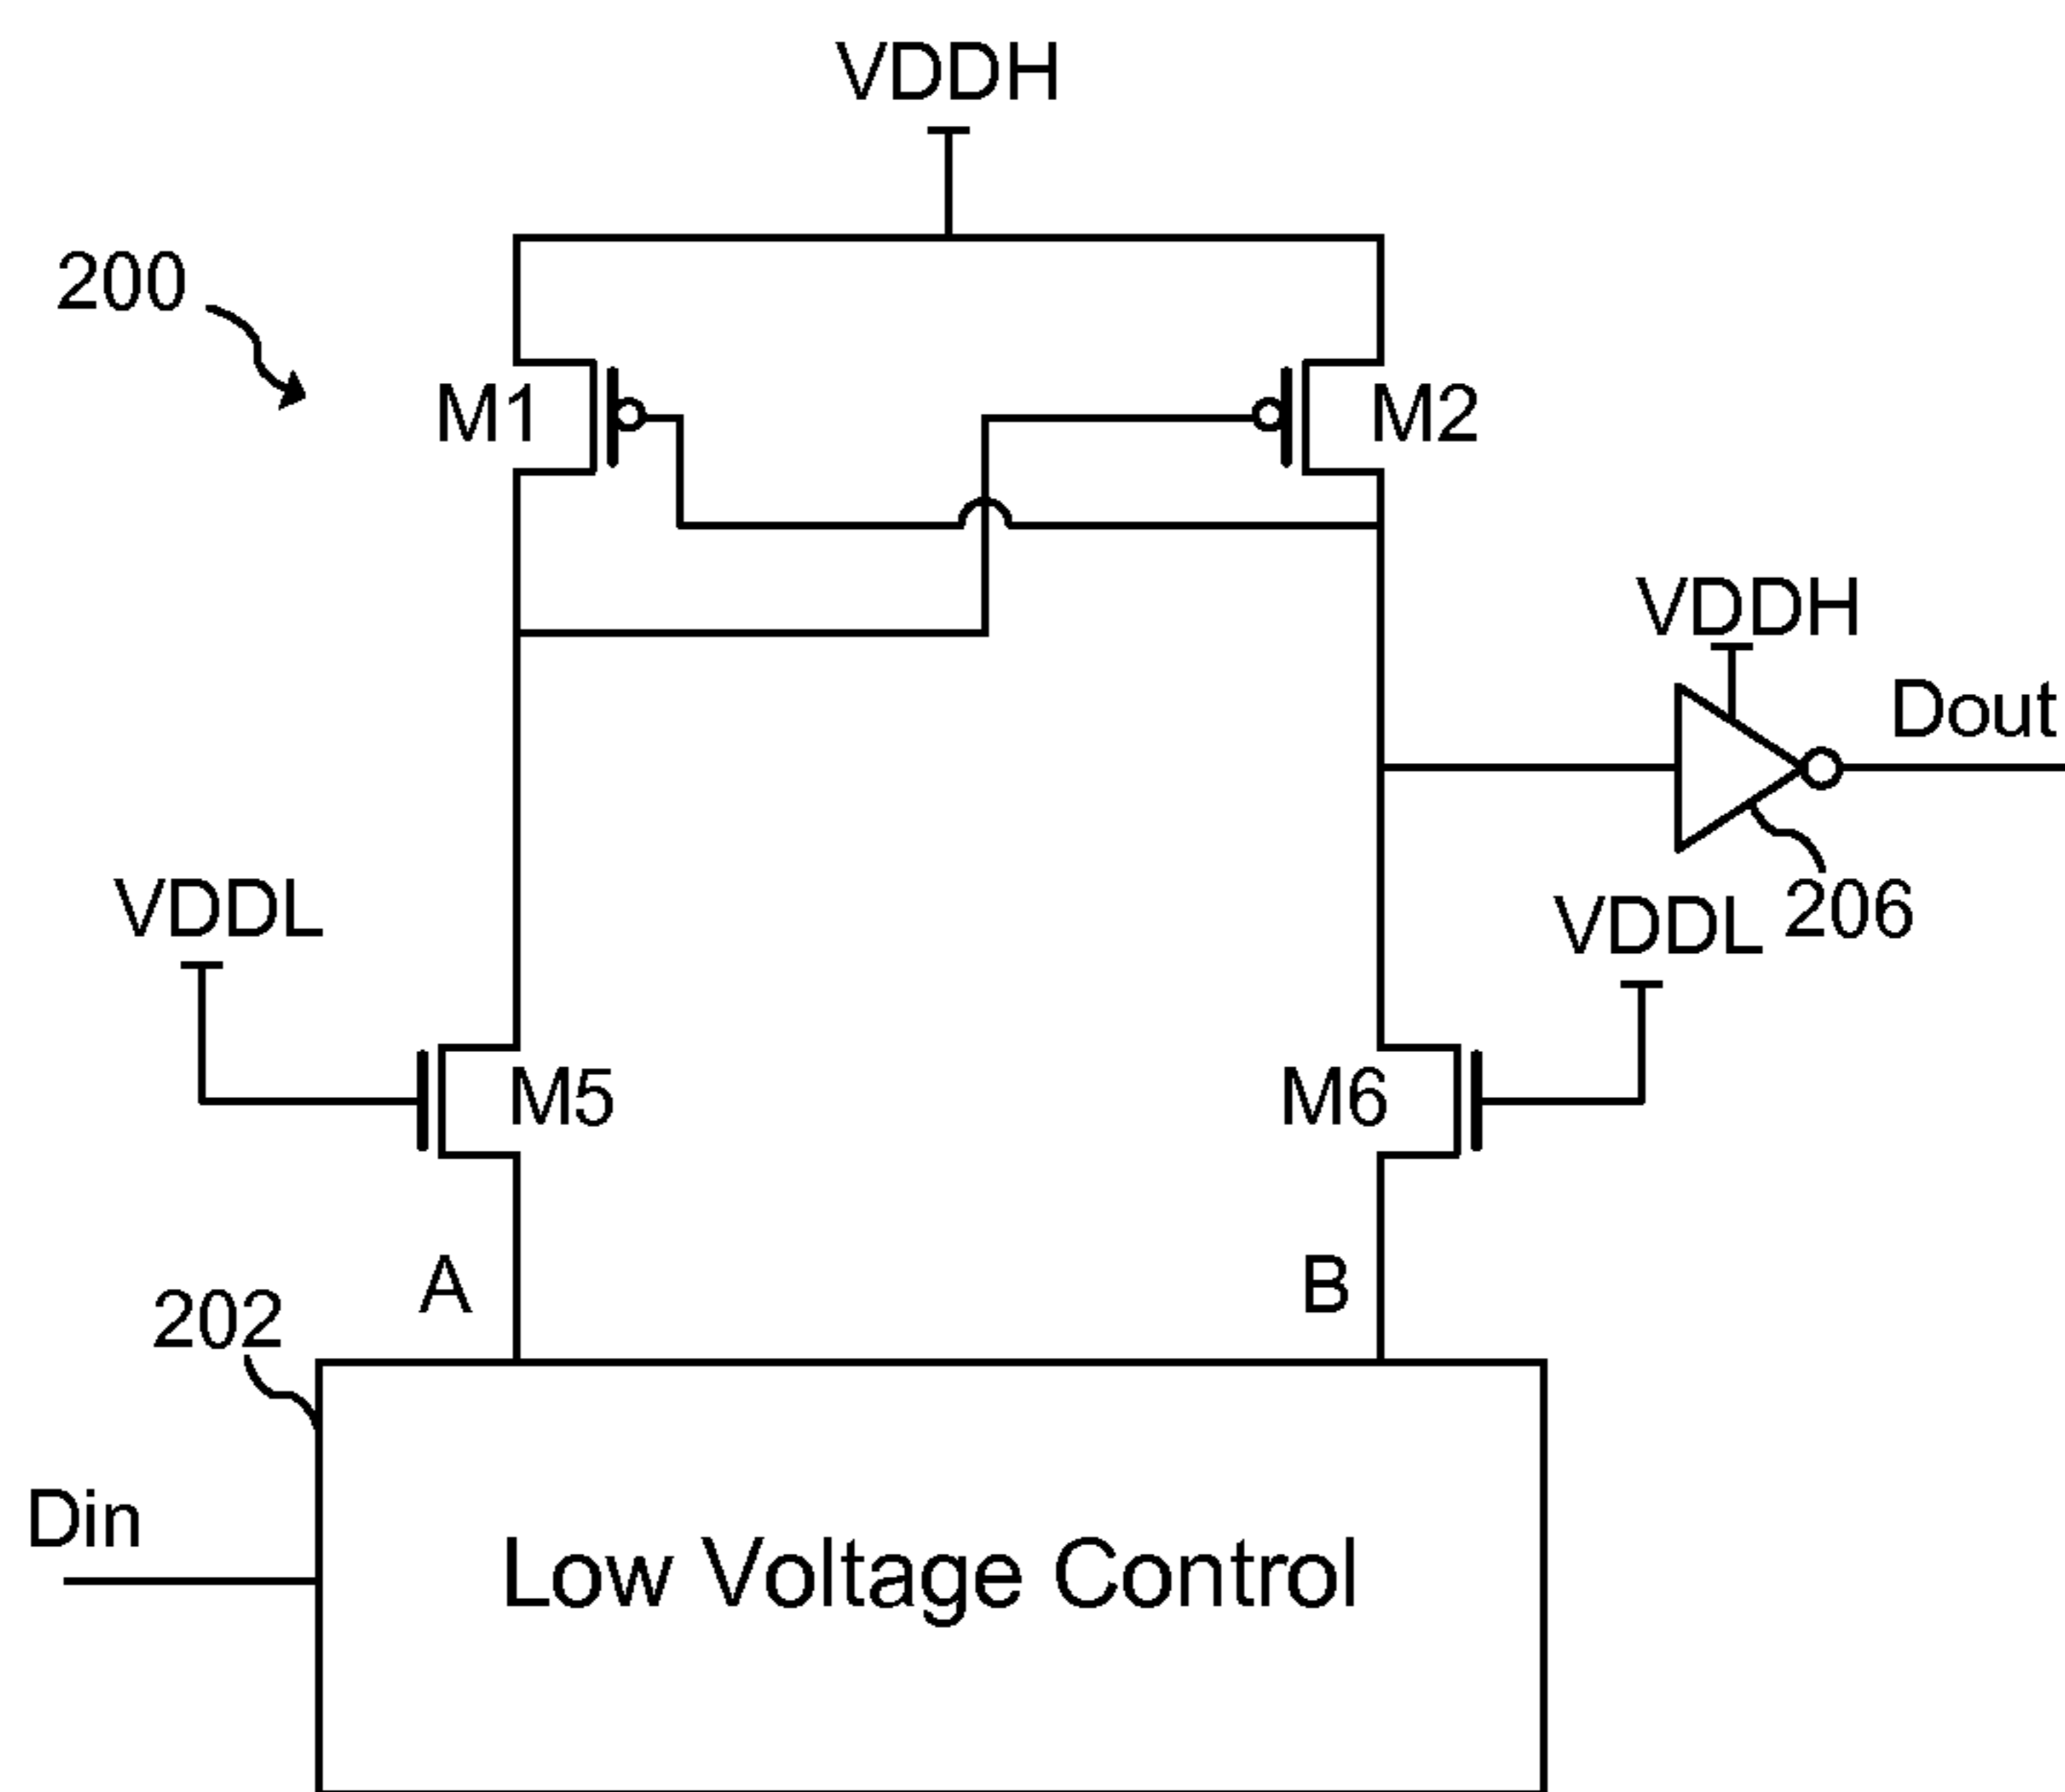 VDDH
200
M1
M2
VDDH
Dout
VDDL
206
VDDL
M5
M6
A
B
202
Din
Low Voltage Control